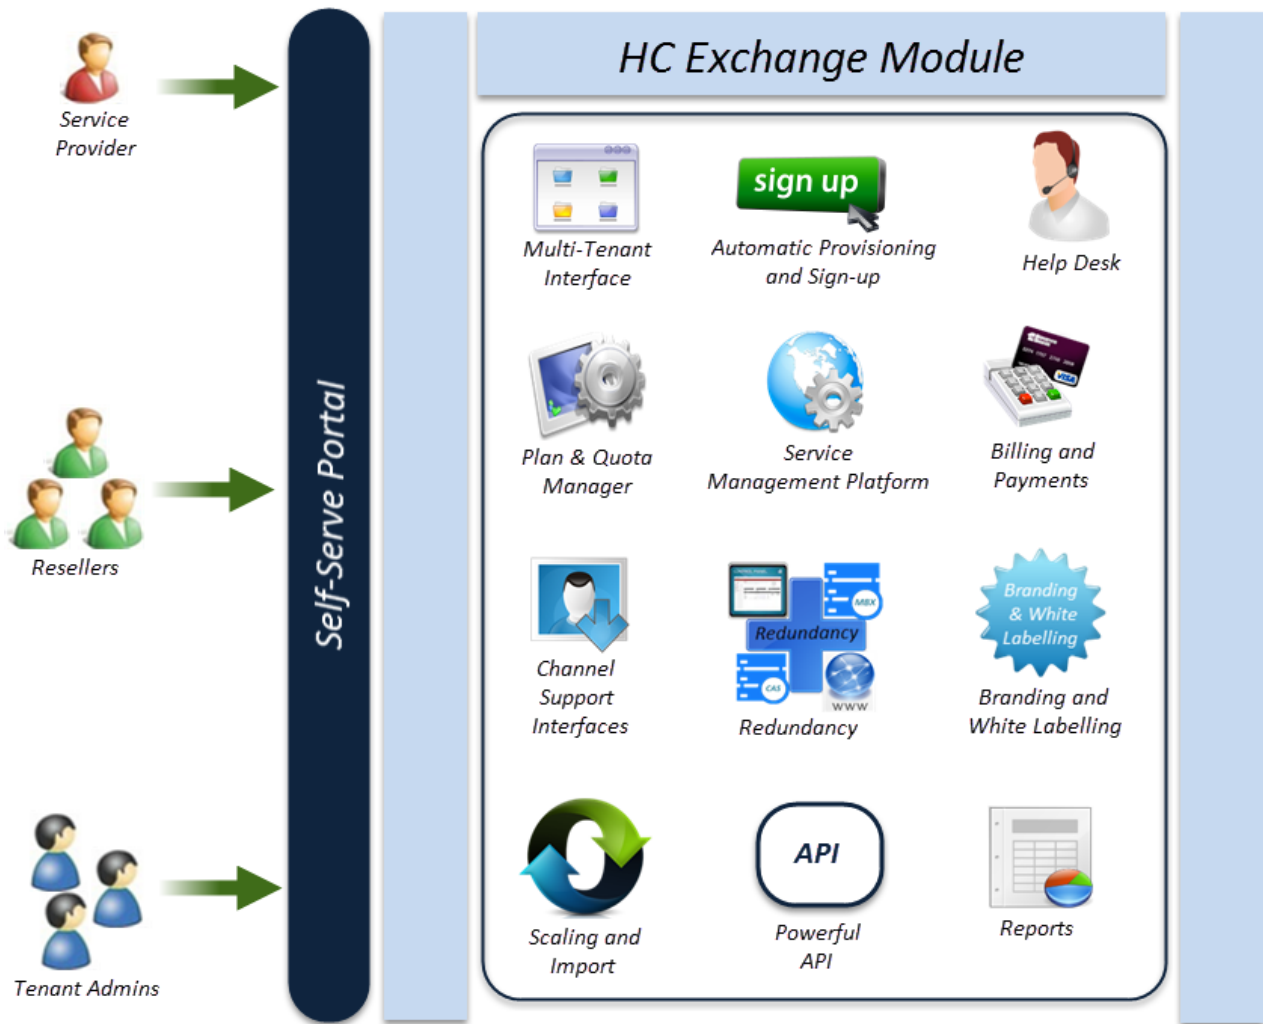 HC Exchange Module
Service
Provider
Resellers
Tenant Admins
Self-Serve Portal
Multi-Tenant
Interface
sign up
Automatic Provisioning
and Sign-up
Help Desk
Plan & Quota
Manager
Service
Management Platform
VISA
Billing and
Payments
Channel
Support
Interfaces
MBX
Redundancy
CAS
WWW
Redundancy
Branding
& White
Labelling
Branding and
White Labelling
Scaling and
Import
API
Powerful
API
Reports